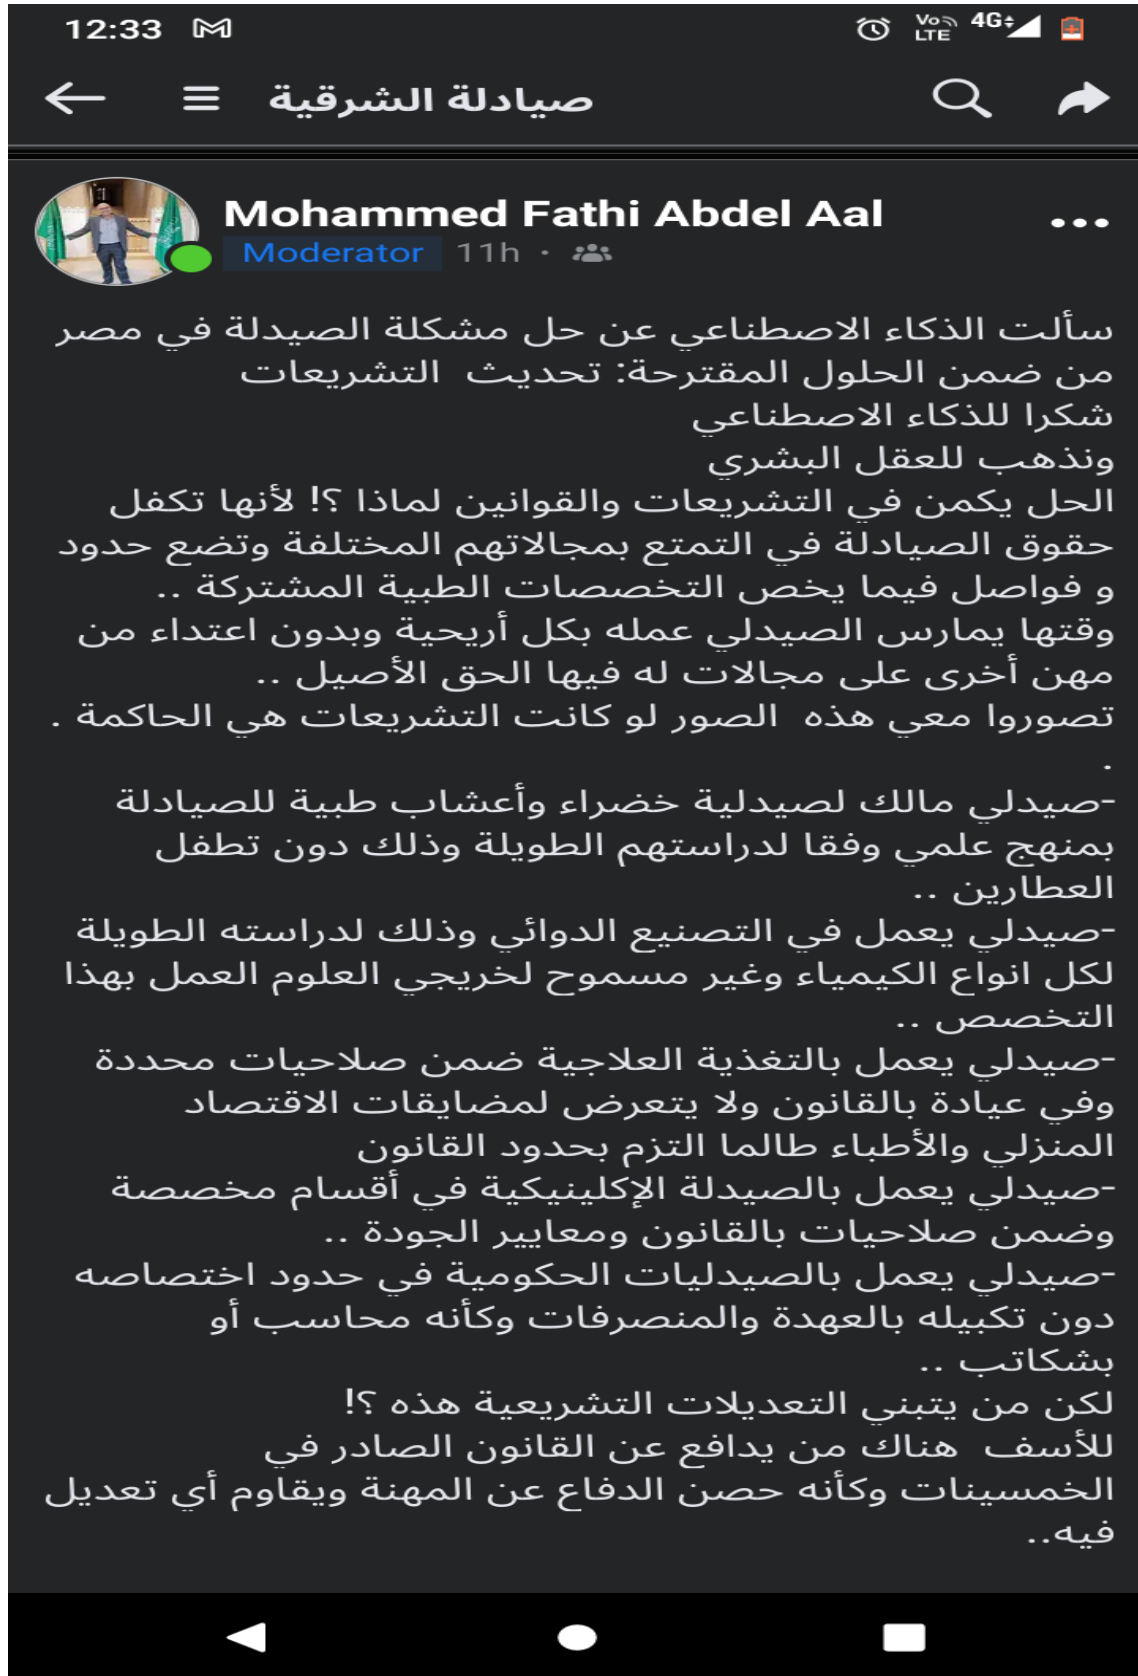 12:33
Vo LTE 4G
صيادلة الشرقية
Mohammed Fathi Abdel Aal
Moderator 11h ·
سألت الذكاء الاصطناعي عن حل مشكلة الصيدلة في مصر
من ضمن الحلول المقترحة: تحديث التشريعات
شكرا للذكاء الاصطناعي
ونذهب للعقل البشري
الحل يكمن في التشريعات والقوانين لماذا ؟! لأنها تكفل
حقوق الصيادلة في التمتع بمجالاتهم المختلفة وتضع حدود
و فواصل فيما يخص التخصصات الطبية المشتركة ..
وقتها يمارس الصيدلي عمله بكل أريحية وبدون اعتداء من
مهن أخرى على مجالات له فيها الحق الأصيل ..
تصوروا معي هذه الصور لو كانت التشريعات هي الحاكمة .
.
-صيدلي مالك لصيدلية خضراء وأعشاب طبية للصيادلة
بمنهج علمي وفقا لدراستهم الطويلة وذلك دون تطفل
العطارين ..
-صيدلي يعمل في التصنيع الدوائي وذلك لدراسته الطويلة
لكل انواع الكيمياء وغير مسموح لخريجي العلوم العمل بهذا
التخصص ..
-صيدلي يعمل بالتغذية العلاجية ضمن صلاحيات محددة
وفي عيادة بالقانون ولا يتعرض لمضايقات الاقتصاد
المنزلي والأطباء طالما التزم بحدود القانون
-صيدلي يعمل بالصيدلة الإكلينيكية في أقسام مخصصة
وضمن صلاحيات بالقانون ومعايير الجودة ..
-صيدلي يعمل بالصيدليات الحكومية في حدود اختصاصه
دون تكبيله بالعهدة والمنصرفات وكأنه محاسب أو
بشكاتب ..
لكن من يتبني التعديلات التشريعية هذه ؟!
للأسف هناك من يدافع عن القانون الصادر في
الخمسينات وكأنه حصن الدفاع عن المهنة ويقاوم أي تعديل
فيه..